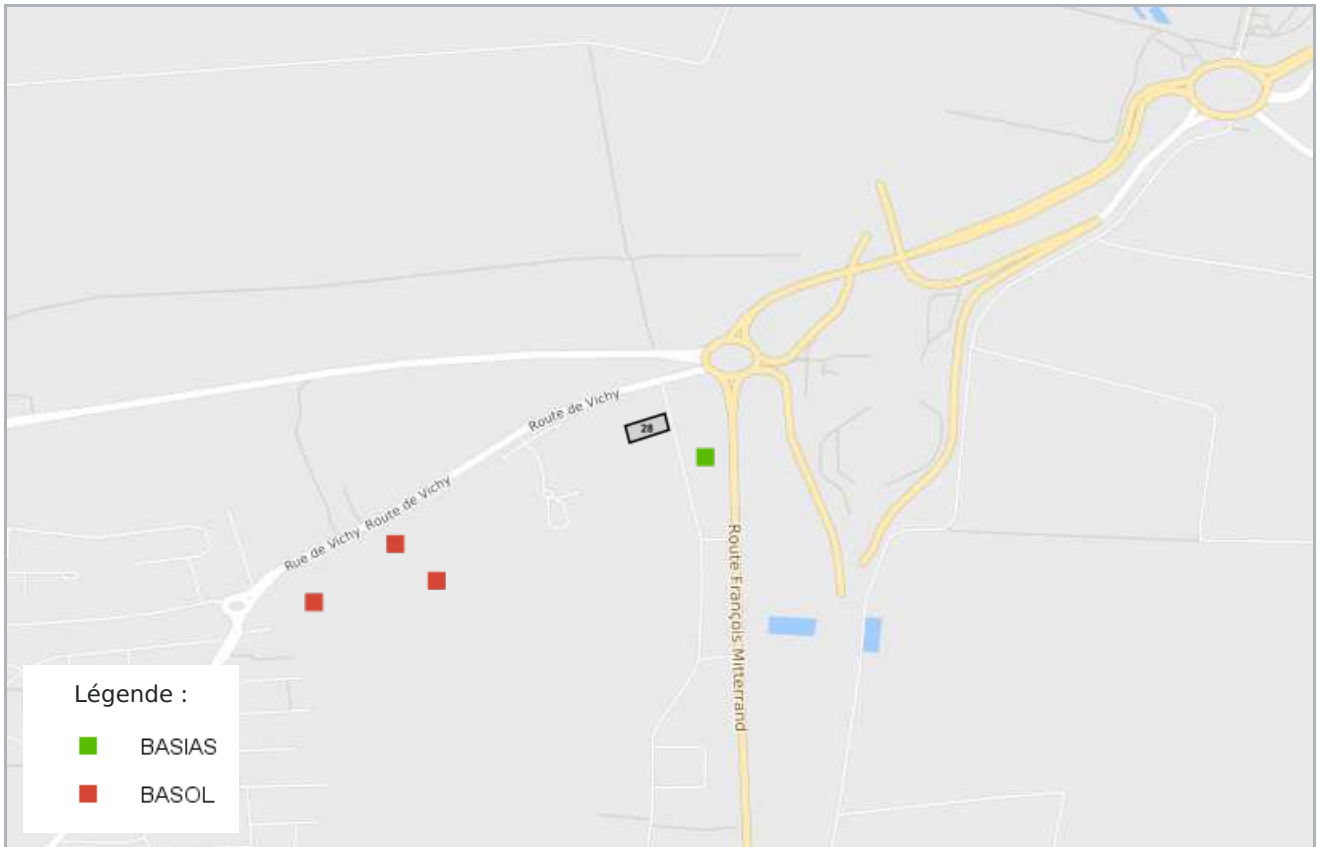 Route de Vichy
28
Route de Vichy
Rue de Vichy
Route François Mitterrand
Légende :
BASIAS
BASOL